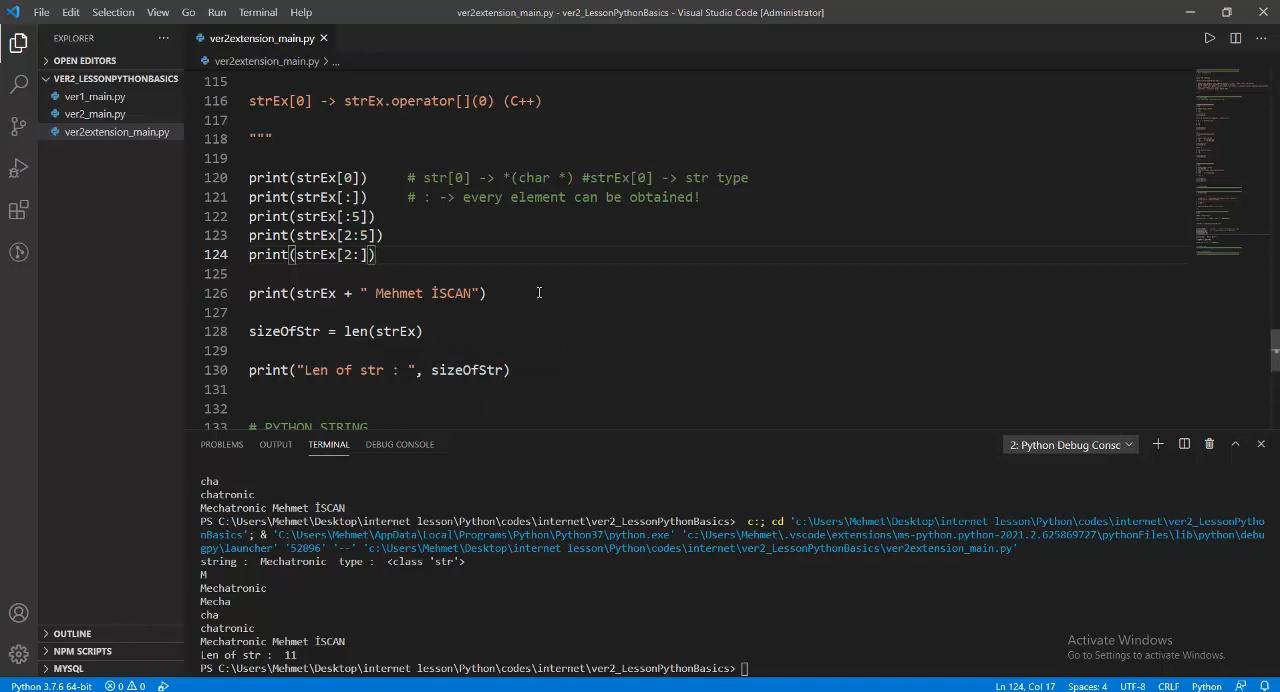 File Edit Selection View Go Run Terminal Help
ver2extension_main.py - ver2_LessonPythonBasics - Visual Studio Code [Administrator]
EXPLORER ...
OPEN EDITORS
VER2_LESSONPYTHONBASICS
ver1_main.py
ver2_main.py
ver2extension_main.py
OUTLINE
NPM SCRIPTS
MYSQL
ver2extension_main.py
ver2extension_main.py > ...
115
116 strEx[0] -> strEx.operator[](0) (C++)
117
118 """
119
120 print(strEx[0]) # str[0] -> *(char *) #strEx[0] -> str type
121 print(strEx[:]) # : -> every element can be obtained!
122 print(strEx[:5])
123 print(strEx[2:5])
124 print(strEx[2:])
125
126 print(strEx + " Mehmet İSCAN")
127
128 sizeOfStr = len(strEx)
129
130 print("Len of str : ", sizeOfStr)
131
132
133 # PYTHON STRING
PROBLEMS OUTPUT TERMINAL DEBUG CONSOLE
2: Python Debug Consc
cha
chatronic
Mechatronic Mehmet İSCAN
PS C:\Users\Mehmet\Desktop\internet lesson\Python\codes\internet\ver2_LessonPythonBasics> c:; cd 'c:\Users\Mehmet\Desktop\internet lesson\Python\codes\internet\ver2_LessonPytho
nBasics'; & 'C:\Users\Mehmet\AppData\Local\Programs\Python\Python37\python.exe' 'c:\Users\Mehmet\.vscode\extensions\ms-python.python-2021.2.625869727\pythonFiles\lib\python\debu
gpy\launcher' '52896' '--' 'c:\Users\Mehmet\Desktop\internet lesson\Python\codes\internet\ver2_LessonPythonBasics\ver2extension_main.py'
string : Mechatronic type : <class 'str'>
M
Mechatronic
Mecha
cha
chatronic
Mechatronic Mehmet İSCAN
Len of str : 11
PS C:\Users\Mehmet\Desktop\internet lesson\Python\codes\internet\ver2_LessonPythonBasics>
Activate Windows
Go to Settings to activate Windows.
Python 3.7.6 64-bit 0 0 Ln 124, Col 17 Spaces: 4 UTF-8 CRLF Python